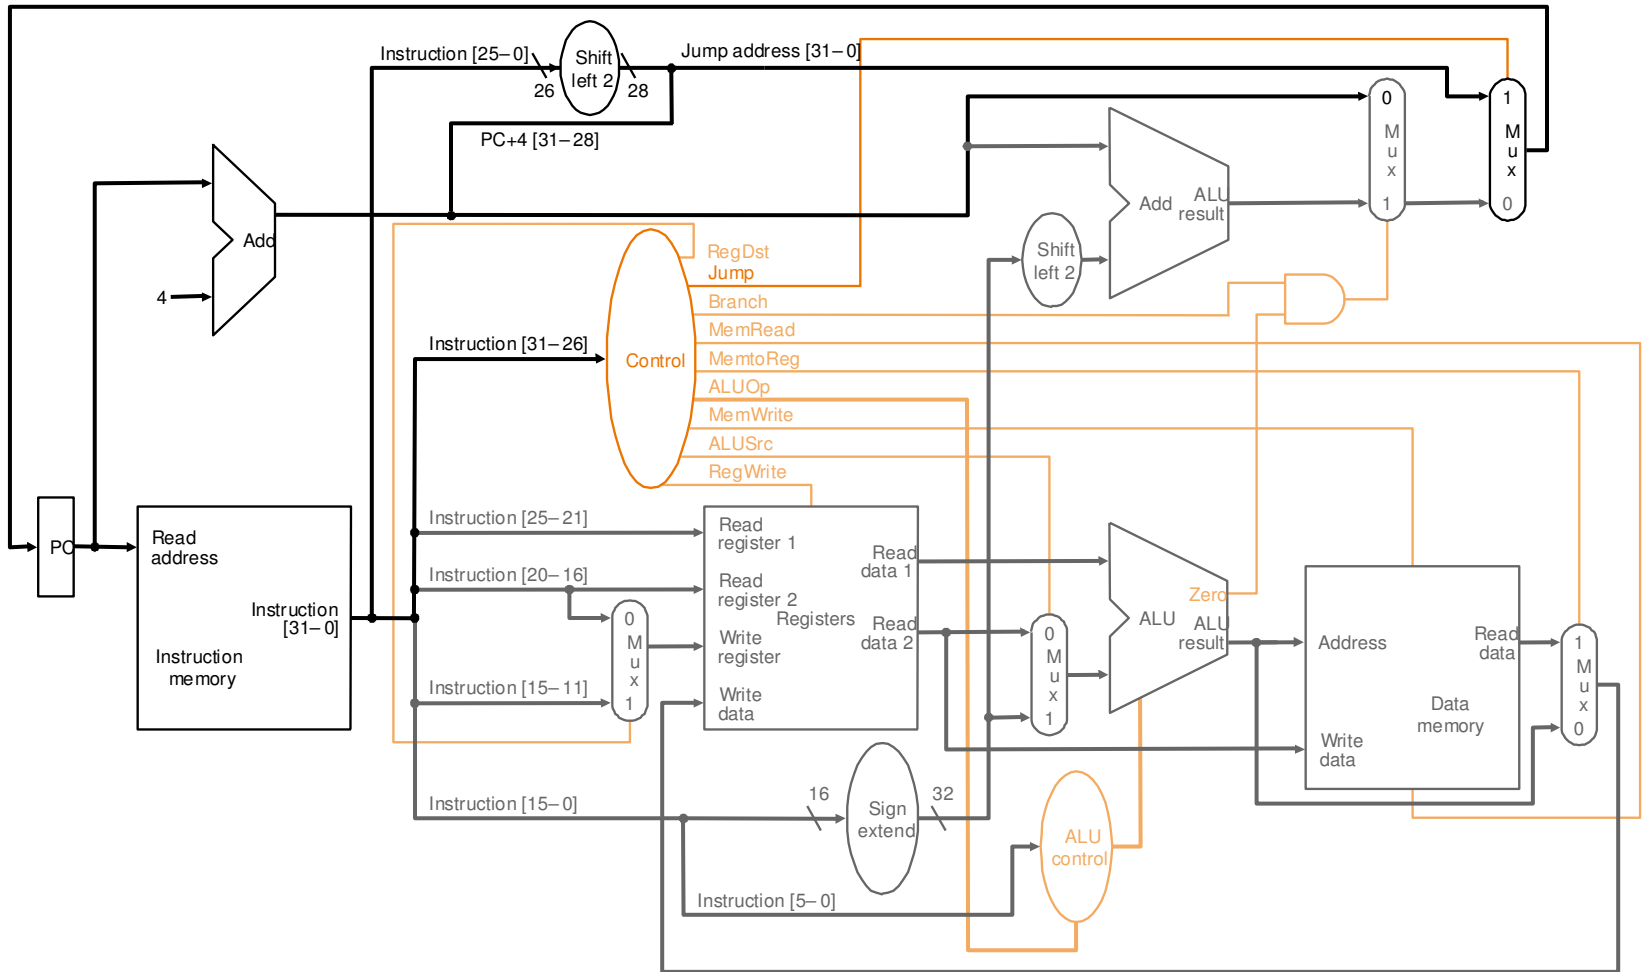 Instruction [25–0]
Shift
left 2
26
28
Jump address [31–0]
PC+4 [31–28]
Add
4
0
M
u
x
1
1
M
u
x
0
Add
ALU
result
Shift
left 2
RegDst
Jump
Branch
MemRead
MemtoReg
ALUOp
MemWrite
ALUSrc
RegWrite
Control
Instruction [31–26]
PC
Read
address
Instruction
[31–0]
Instruction
memory
Instruction [25–21]
Instruction [20–16]
Instruction [15–11]
0
M
u
x
1
Read
register 1
Read
register 2
Registers
Write
register
Write
data
Read
data 1
Read
data 2
0
M
u
x
1
Zero
ALU
ALU
result
Address
Read
data
Data
memory
Write
data
1
M
u
x
0
Instruction [15–0]
16
Sign
extend
32
ALU
control
Instruction [5–0]